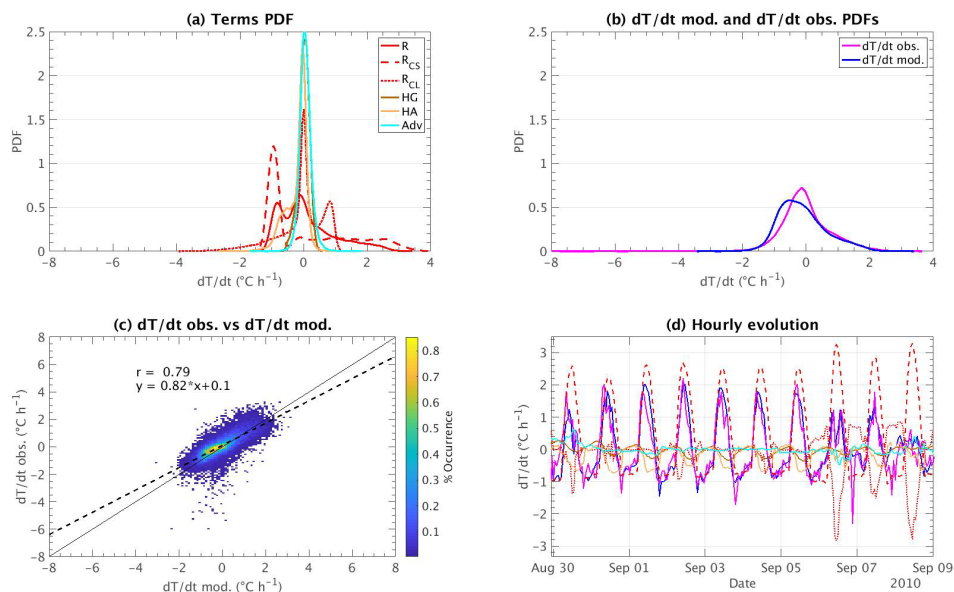 (a) Terms PDF
2.5
2
1.5
1
0.5
0
PDF
-8 -6 -4 -2 0 2 4
dT/dt (°C h⁻¹)
R
R_CS
R_CL
HG
HA
Adv
(b) dT/dt mod. and dT/dt obs. PDFs
2.5
2
1.5
1
0.5
0
PDF
-8 -6 -4 -2 0 2 4
dT/dt (°C h⁻¹)
dT/dt obs.
dT/dt mod.
(c) dT/dt obs. vs dT/dt mod.
8
6
4
2
0
-2
-4
-6
-8
dT/dt obs. (°C h⁻¹)
r = 0.79
y = 0.82*x+0.1
-8 -6 -4 -2 0 2 4 6 8
dT/dt mod. (°C h⁻¹)
0.8
0.7
0.6
0.5
0.4
0.3
0.2
0.1
% Occurrence
(d) Hourly evolution
3
2
1
0
-1
-2
-3
dT/dt (°C h⁻¹)
Aug 30 Sep 01 Sep 03 Sep 05 Sep 07 Sep 09
Date 2010